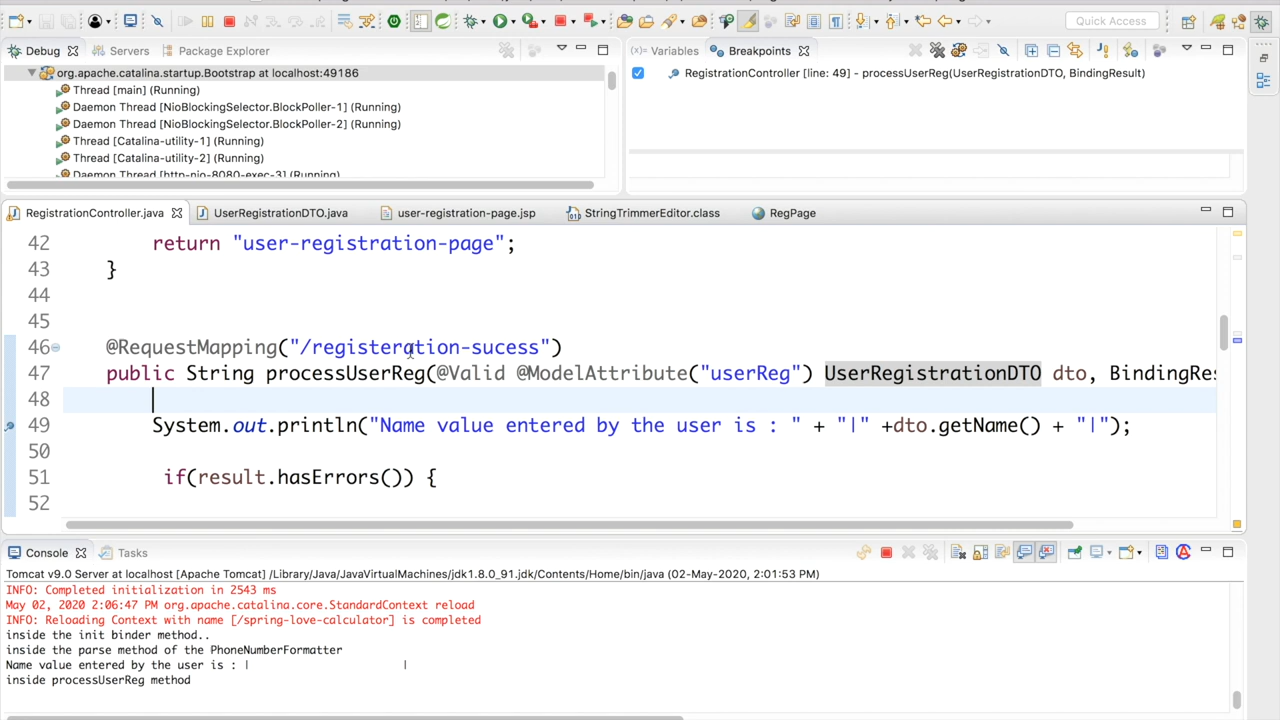 Quick Access
Debug
Servers
Package Explorer
org.apache.catalina.startup.Bootstrap at localhost:49186
Thread [main] (Running)
Daemon Thread [NioBlockingSelector.BlockPoller-1] (Running)
Daemon Thread [NioBlockingSelector.BlockPoller-2] (Running)
Thread [Catalina-utility-1] (Running)
Thread [Catalina-utility-2] (Running)
Daemon Thread [http-nio-8080-exec-3] (Running)
(x)= Variables
Breakpoints
RegistrationController [line: 49] - processUserReg(UserRegistrationDTO, BindingResult)
RegistrationController.java
UserRegistrationDTO.java
user-registration-page.jsp
StringTrimmerEditor.class
RegPage
42 return "user-registration-page";
43 }
44
45
46 @RequestMapping("/registeration-sucess")
47 public String processUserReg(@Valid @ModelAttribute("userReg") UserRegistrationDTO dto, BindingRes
48
49 System.out.println("Name value entered by the user is : " + "|" +dto.getName() + "|");
50
51 if(result.hasErrors()) {
52
Console
Tasks
Tomcat v9.0 Server at localhost [Apache Tomcat] /Library/Java/JavaVirtualMachines/jdk1.8.0_91.jdk/Contents/Home/bin/java (02-May-2020, 2:01:53 PM)
INFO: Completed initialization in 2543 ms
May 02, 2020 2:06:47 PM org.apache.catalina.core.StandardContext reload
INFO: Reloading Context with name [/spring-love-calculator] is completed
inside the init binder method..
inside the parse method of the PhoneNumberFormatter
Name value entered by the user is : | |
inside processUserReg method